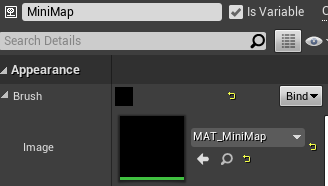 MiniMap Is Variable
Search Details
Appearance
Brush Bind
Image MAT_MiniMap